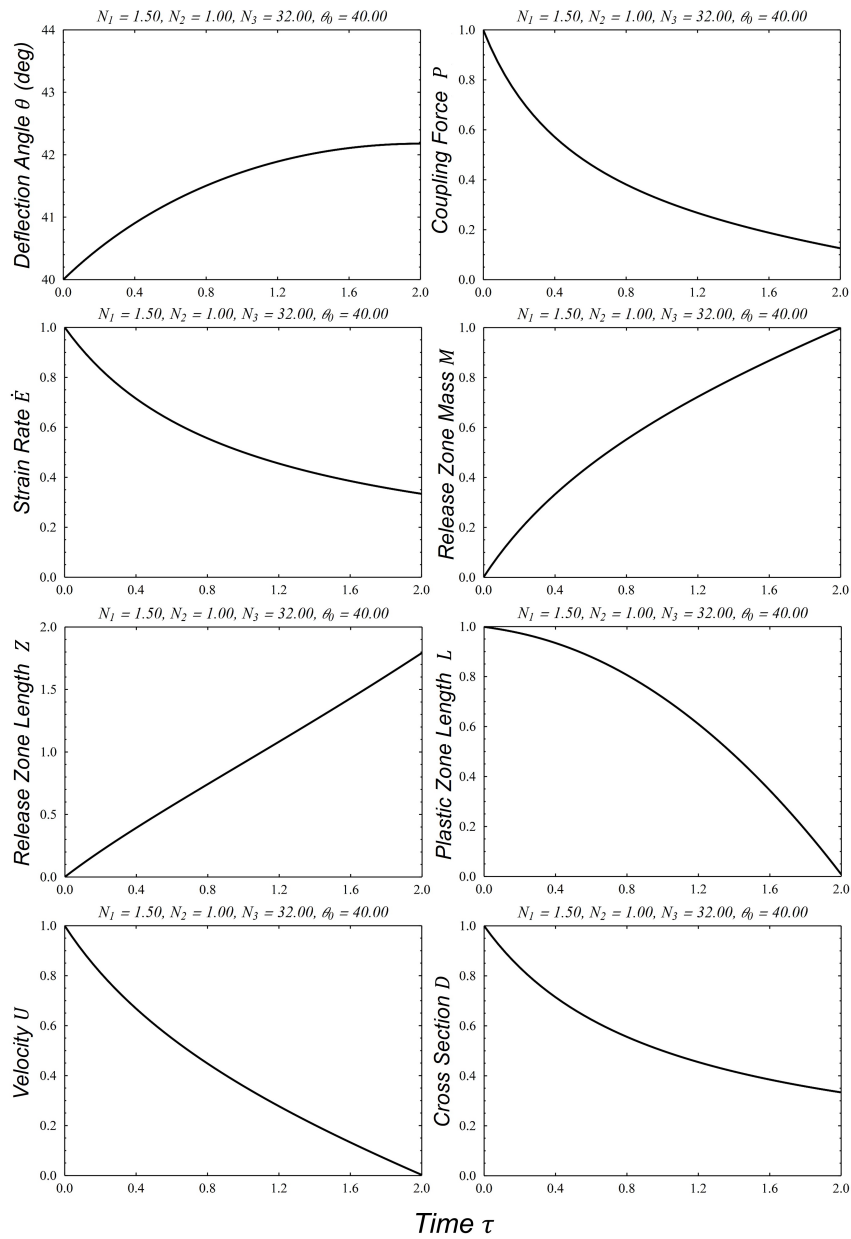 N₁ = 1.50, N₂ = 1.00, N₃ = 32.00, θ₀ = 40.00
Deflection Angle θ (deg)
44
43
42
41
40
0.0 0.4 0.8 1.2 1.6 2.0
N₁ = 1.50, N₂ = 1.00, N₃ = 32.00, θ₀ = 40.00
Coupling Force P
1.0
0.8
0.6
0.4
0.2
0.0
0.0 0.4 0.8 1.2 1.6 2.0
N₁ = 1.50, N₂ = 1.00, N₃ = 32.00, θ₀ = 40.00
Strain Rate Ė
1.0
0.8
0.6
0.4
0.2
0.0
0.0 0.4 0.8 1.2 1.6 2.0
N₁ = 1.50, N₂ = 1.00, N₃ = 32.00, θ₀ = 40.00
Release Zone Mass M
1.0
0.8
0.6
0.4
0.2
0.0
0.0 0.4 0.8 1.2 1.6 2.0
N₁ = 1.50, N₂ = 1.00, N₃ = 32.00, θ₀ = 40.00
Release Zone Length Z
2.0
1.5
1.0
0.5
0.0
0.0 0.4 0.8 1.2 1.6 2.0
N₁ = 1.50, N₂ = 1.00, N₃ = 32.00, θ₀ = 40.00
Plastic Zone Length L
1.0
0.8
0.6
0.4
0.2
0.0
0.0 0.4 0.8 1.2 1.6 2.0
N₁ = 1.50, N₂ = 1.00, N₃ = 32.00, θ₀ = 40.00
Velocity U
1.0
0.8
0.6
0.4
0.2
0.0
0.0 0.4 0.8 1.2 1.6 2.0
N₁ = 1.50, N₂ = 1.00, N₃ = 32.00, θ₀ = 40.00
Cross Section D
1.0
0.8
0.6
0.4
0.2
0.0
0.0 0.4 0.8 1.2 1.6 2.0
Time τ